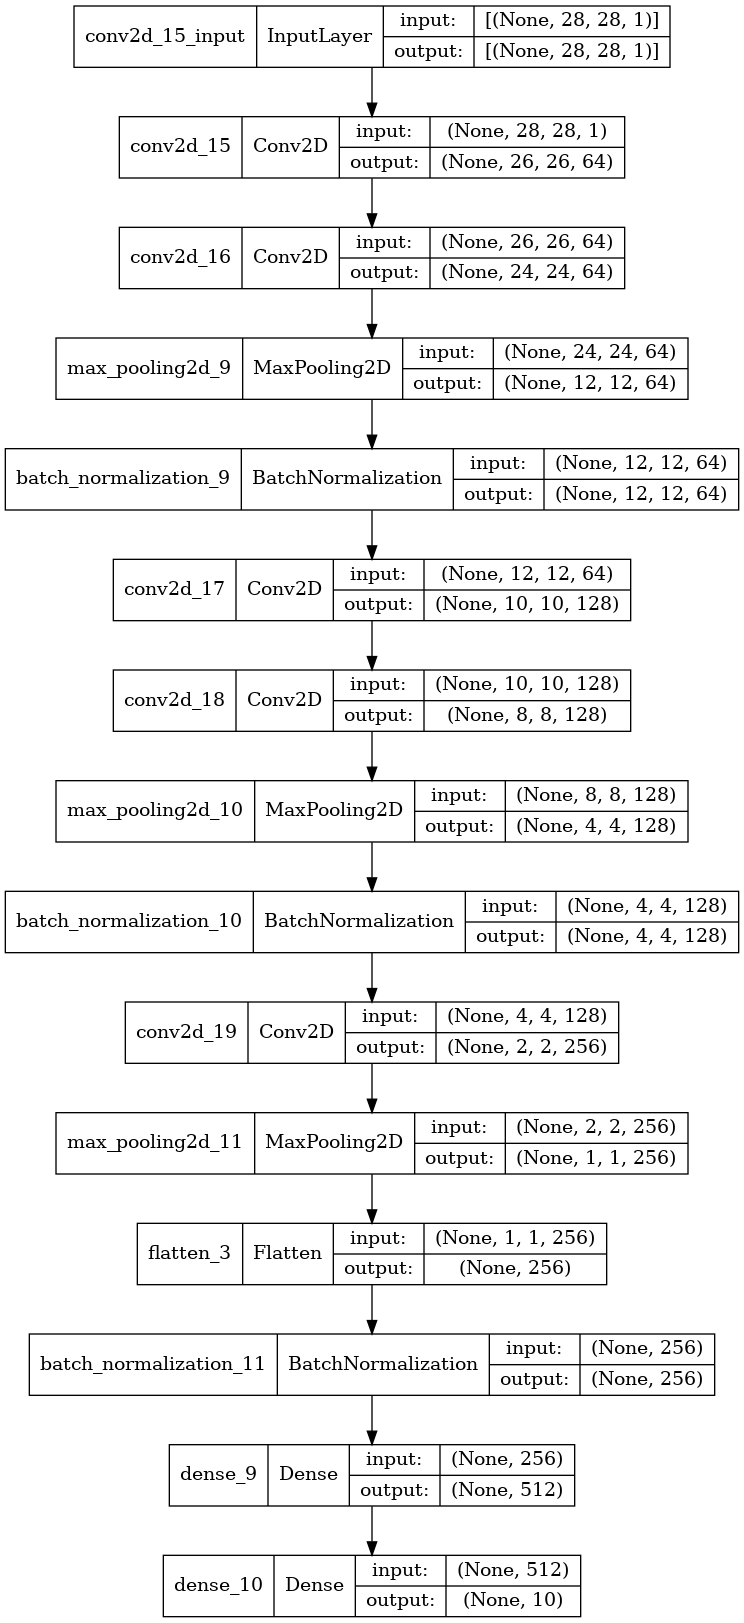 conv2d_15_input InputLayer input: [(None, 28, 28, 1)]
output: [(None, 28, 28, 1)]
conv2d_15 Conv2D input: (None, 28, 28, 1)
output: (None, 26, 26, 64)
conv2d_16 Conv2D input: (None, 26, 26, 64)
output: (None, 24, 24, 64)
max_pooling2d_9 MaxPooling2D input: (None, 24, 24, 64)
output: (None, 12, 12, 64)
batch_normalization_9 BatchNormalization input: (None, 12, 12, 64)
output: (None, 12, 12, 64)
conv2d_17 Conv2D input: (None, 12, 12, 64)
output: (None, 10, 10, 128)
conv2d_18 Conv2D input: (None, 10, 10, 128)
output: (None, 8, 8, 128)
max_pooling2d_10 MaxPooling2D input: (None, 8, 8, 128)
output: (None, 4, 4, 128)
batch_normalization_10 BatchNormalization input: (None, 4, 4, 128)
output: (None, 4, 4, 128)
conv2d_19 Conv2D input: (None, 4, 4, 128)
output: (None, 2, 2, 256)
max_pooling2d_11 MaxPooling2D input: (None, 2, 2, 256)
output: (None, 1, 1, 256)
flatten_3 Flatten input: (None, 1, 1, 256)
output: (None, 256)
batch_normalization_11 BatchNormalization input: (None, 256)
output: (None, 256)
dense_9 Dense input: (None, 256)
output: (None, 512)
dense_10 Dense input: (None, 512)
output: (None, 10)